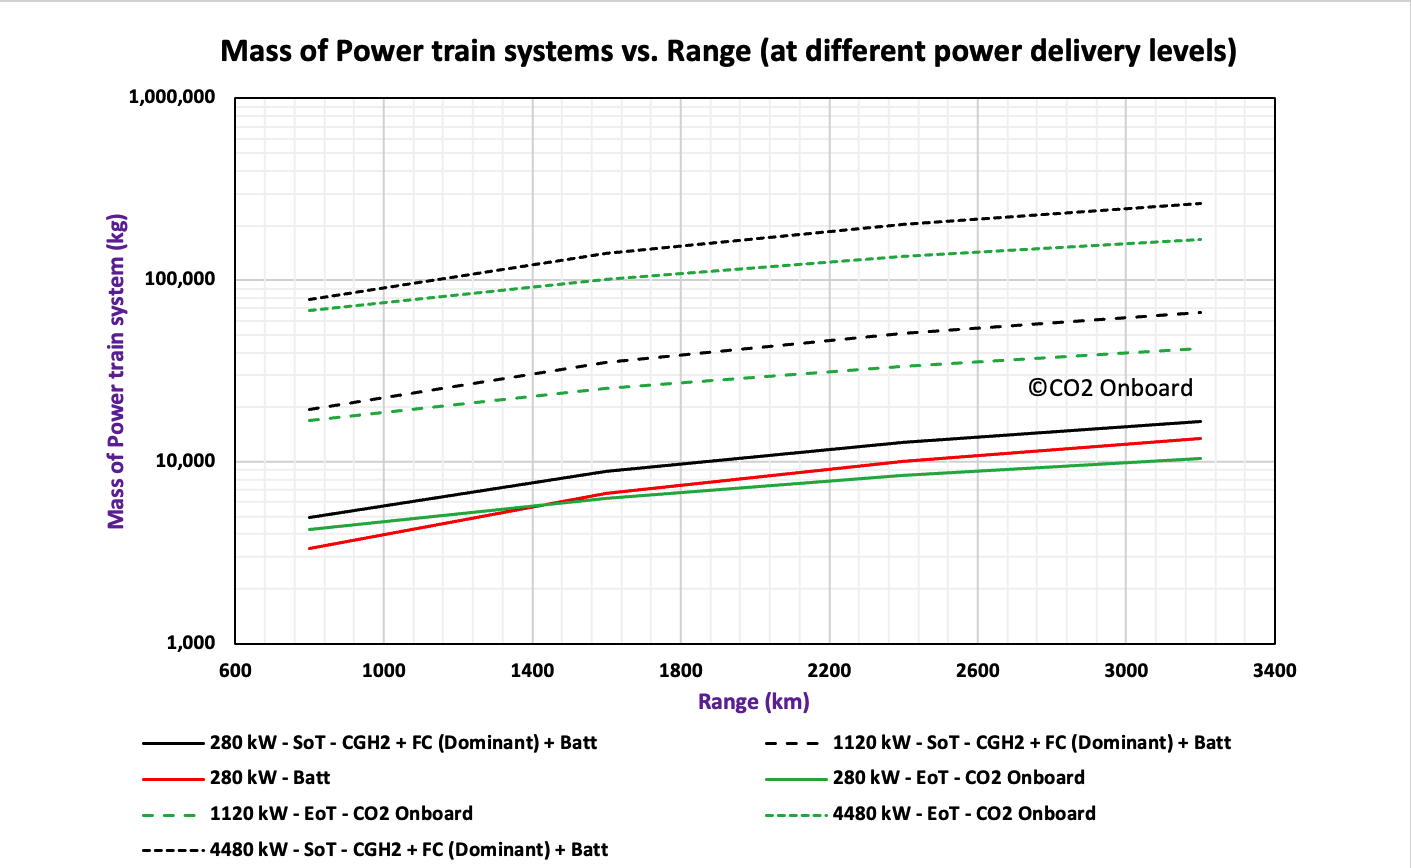 Mass of Power train systems vs. Range (at different power delivery levels)
1,000,000
100,000
10,000
1,000
Mass of Power train system (kg)
©CO2 Onboard
600 1000 1400 1800 2200 2600 3000 3400
Range (km)
280 kW - SoT - CGH2 + FC (Dominant) + Batt
1120 kW - SoT - CGH2 + FC (Dominant) + Batt
280 kW - Batt
280 kW - EoT - CO2 Onboard
1120 kW - EoT - CO2 Onboard
4480 kW - EoT - CO2 Onboard
4480 kW - SoT - CGH2 + FC (Dominant) + Batt